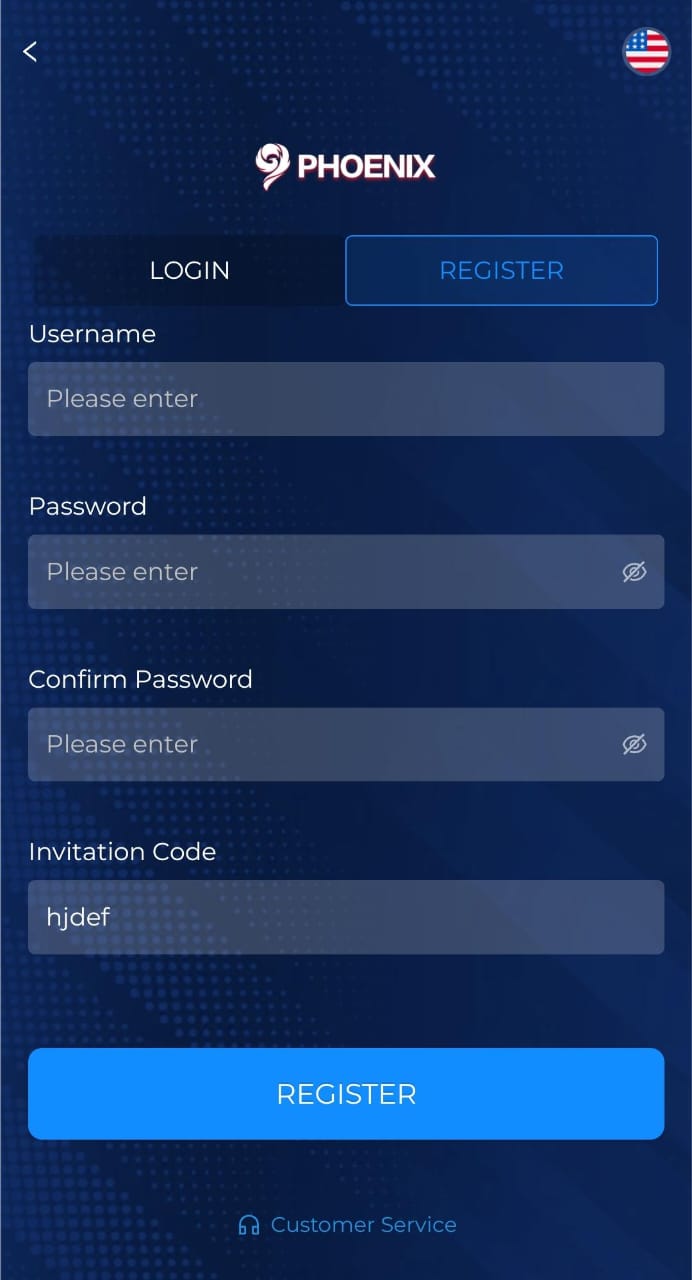 PHOENIX
LOGIN
REGISTER
Username
Please enter
Password
Please enter
Confirm Password
Please enter
Invitation Code
hjdef
REGISTER
Customer Service